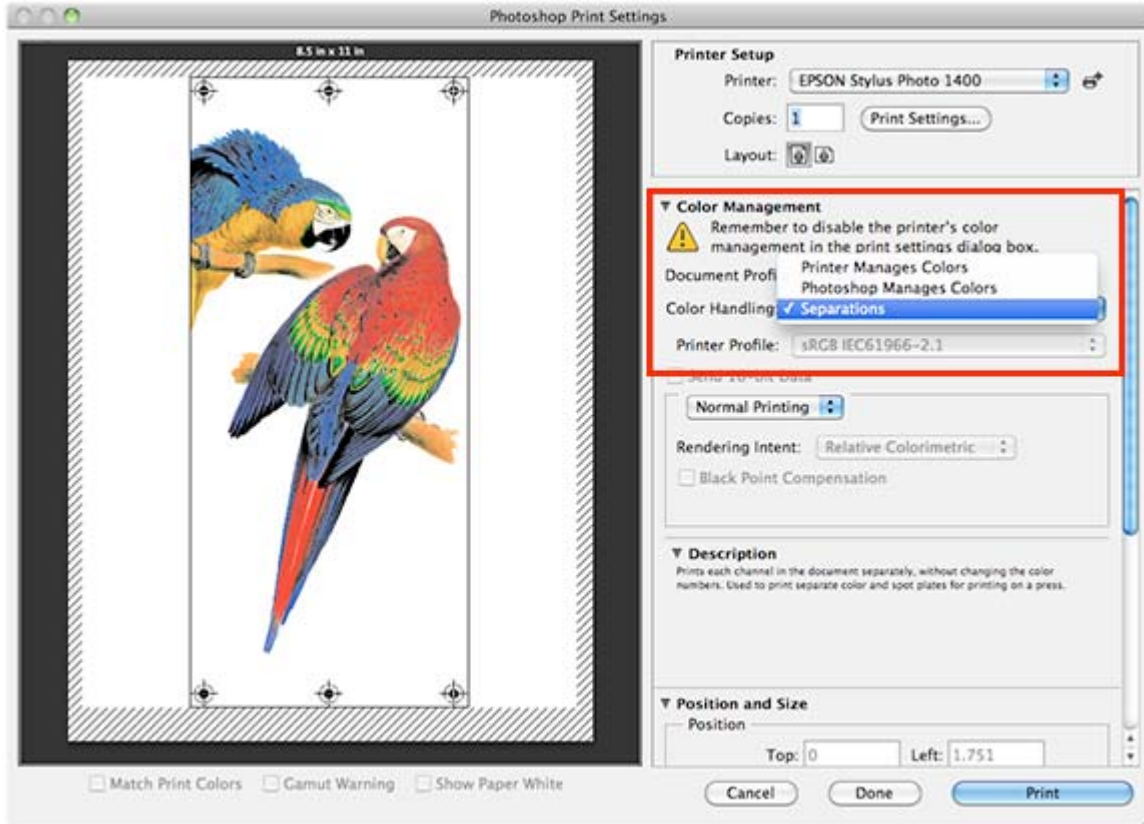 Photoshop Print Settings
8.5 in x 11 in
Printer Setup
Printer: EPSON Stylus Photo 1400
Copies: 1 Print Settings...
Layout:
Color Management
Remember to disable the printer's color
management in the print settings dialog box.
Document Profi
Printer Manages Colors
Photoshop Manages Colors
Color Handling: ✓ Separations
Printer Profile: sRGB IEC61966-2.1
Send 16-bit Data
Normal Printing
Rendering Intent: Relative Colorimetric
Black Point Compensation
Description
Prints each channel in the document separately, without changing the color
numbers. Used to print separate color and spot plates for printing on a press.
Position and Size
Position
Top: 0 Left: 1.751
Match Print Colors Gamut Warning Show Paper White
Cancel Done Print